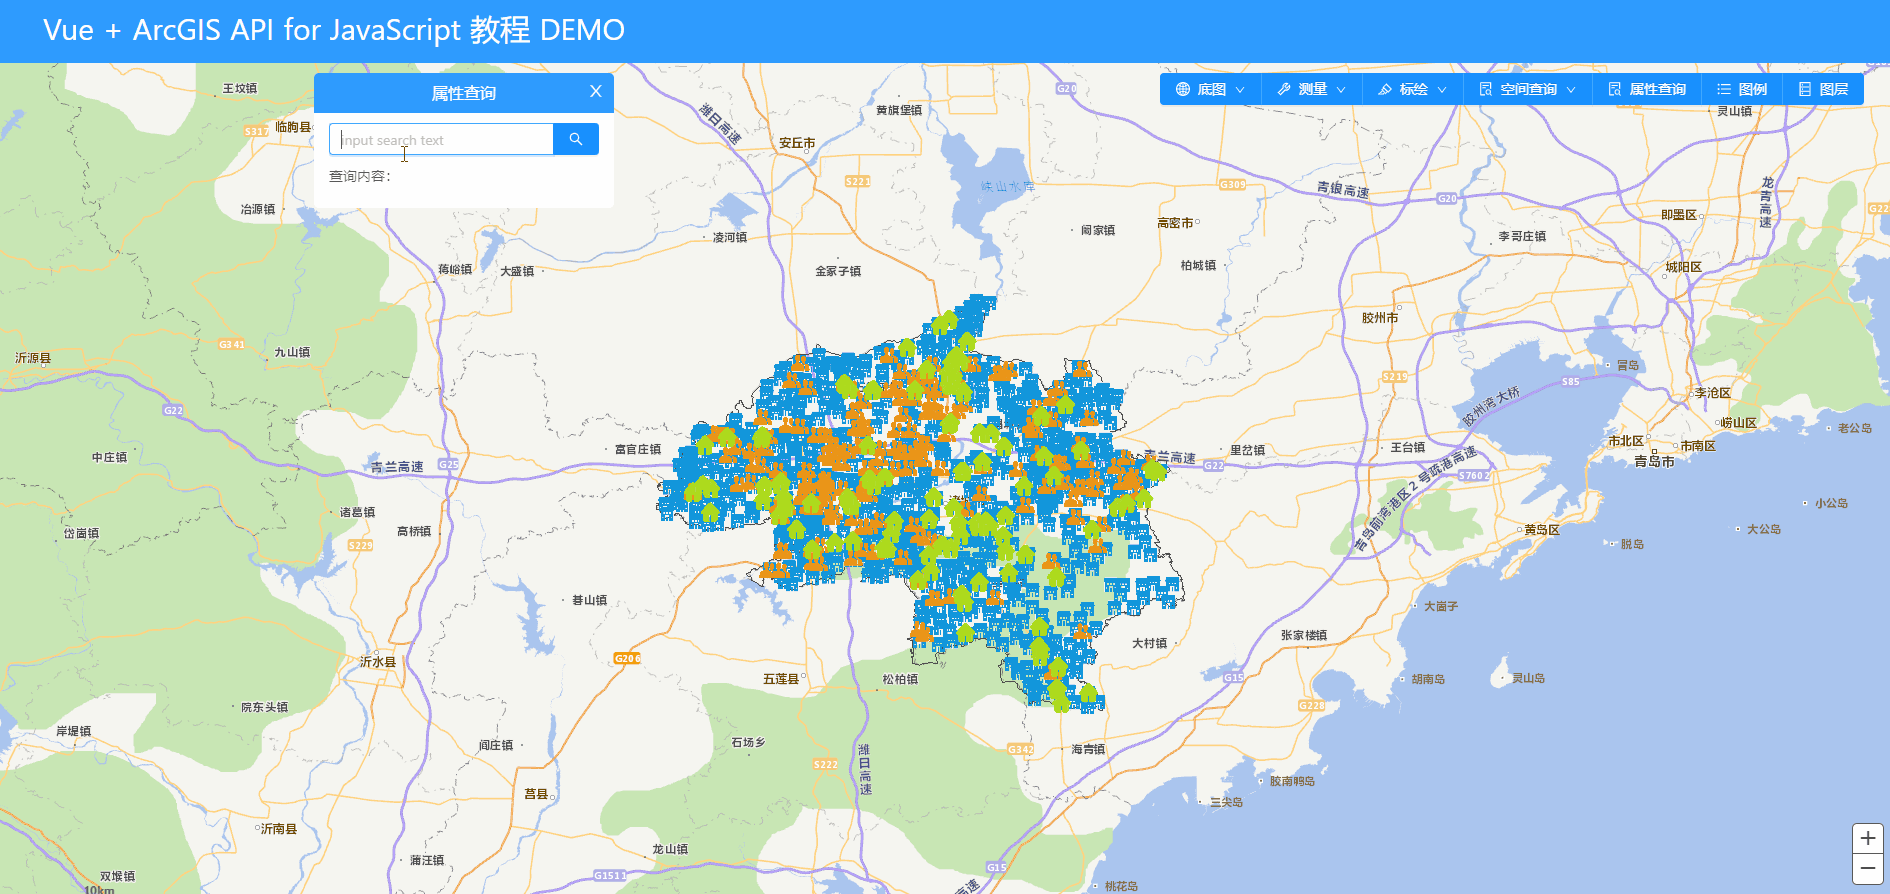 Vue + ArcGIS API for JavaScript 教程 DEMO
属性查询
X
input search text
查询内容：
底图
测量
标绘
空间查询
属性查询
图例
图层
王坟镇
S317
临朐县
冶源镇
蒋峪镇
大盛镇
潍日高速
黄旗堡镇
安丘市
S221
凌河镇
金冢子镇
峡山水库
G20
G309
青银高速
G20
阚家镇
高密市
柏城镇
灵山镇
龙青高速
G22
即墨区
李哥庄镇
城阳区
胶州市
沂源县
G341
九山镇
G22
中庄镇
岱崮镇
诸葛镇
高桥镇
S229
青兰高速
G25
富官庄镇
青兰高速
G22
里岔镇
王台镇
S219
冒岛
S85
胶州湾大桥
李沧区
崂山区
老公岛
市北区
市南区
青岛市
青岛前湾港区2号疏港高速
S7602
小公岛
大公岛
黄岛区
脱岛
碁山镇
沂水县
G206
五莲县
松柏镇
大村镇
张家楼镇
大崮子
G15
胡南岛
灵山岛
G228
院东头镇
岸堤镇
闾庄镇
石场乡
潍日高速
S222
G342
海青镇
胶南鸭岛
三尖岛
莒县
沂南县
蒲汪镇
龙山镇
双堠镇
10km
G1511
G15
高速
桃花岛
+
−